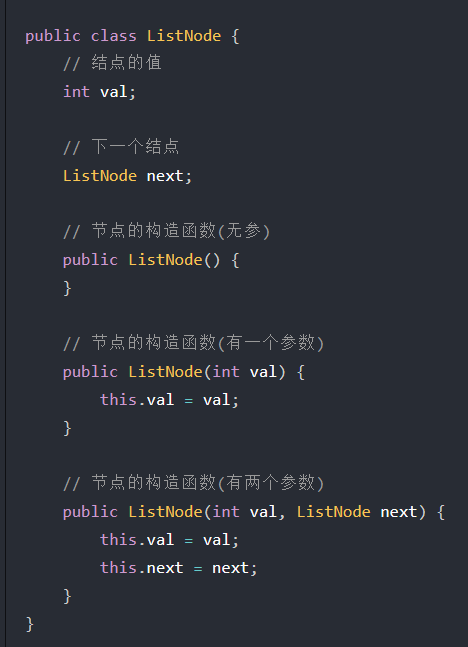 public class ListNode {
    // 结点的值
    int val;

    // 下一个结点
    ListNode next;

    // 节点的构造函数(无参)
    public ListNode() {
    }

    // 节点的构造函数(有一个参数)
    public ListNode(int val) {
        this.val = val;
    }

    // 节点的构造函数(有两个参数)
    public ListNode(int val, ListNode next) {
        this.val = val;
        this.next = next;
    }
}